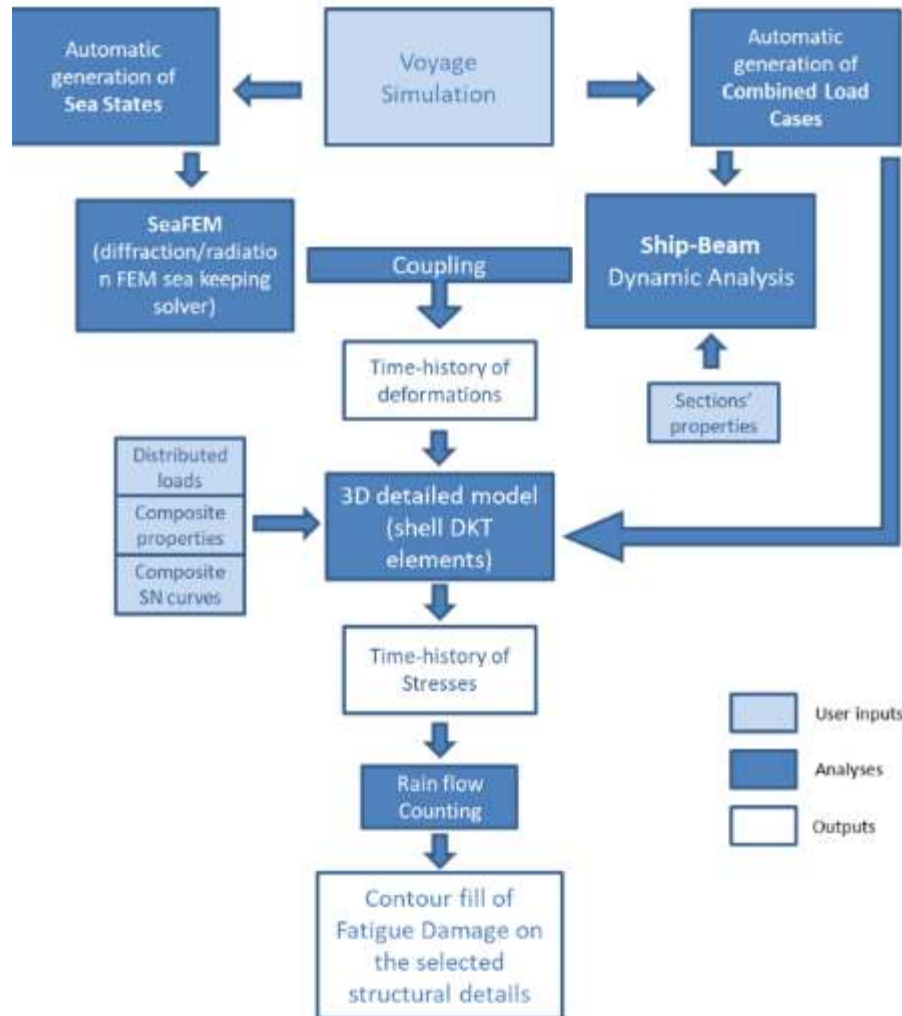 Automatic
generation of
Sea States
Voyage
Simulation
Automatic
generation of
Combined Load
Cases
SeaFEM
(diffraction/radiatio
n FEM sea keeping
solver)
Coupling
Ship-Beam
Dynamic Analysis
Time-history of
deformations
Sections'
properties
Distributed
loads
Composite
properties
Composite
SN curves
3D detailed model
(shell DKT
elements)
Time-history of
Stresses
Rain flow
Counting
Contour fill of
Fatigue Damage on
the selected
structural details
User inputs
Analyses
Outputs